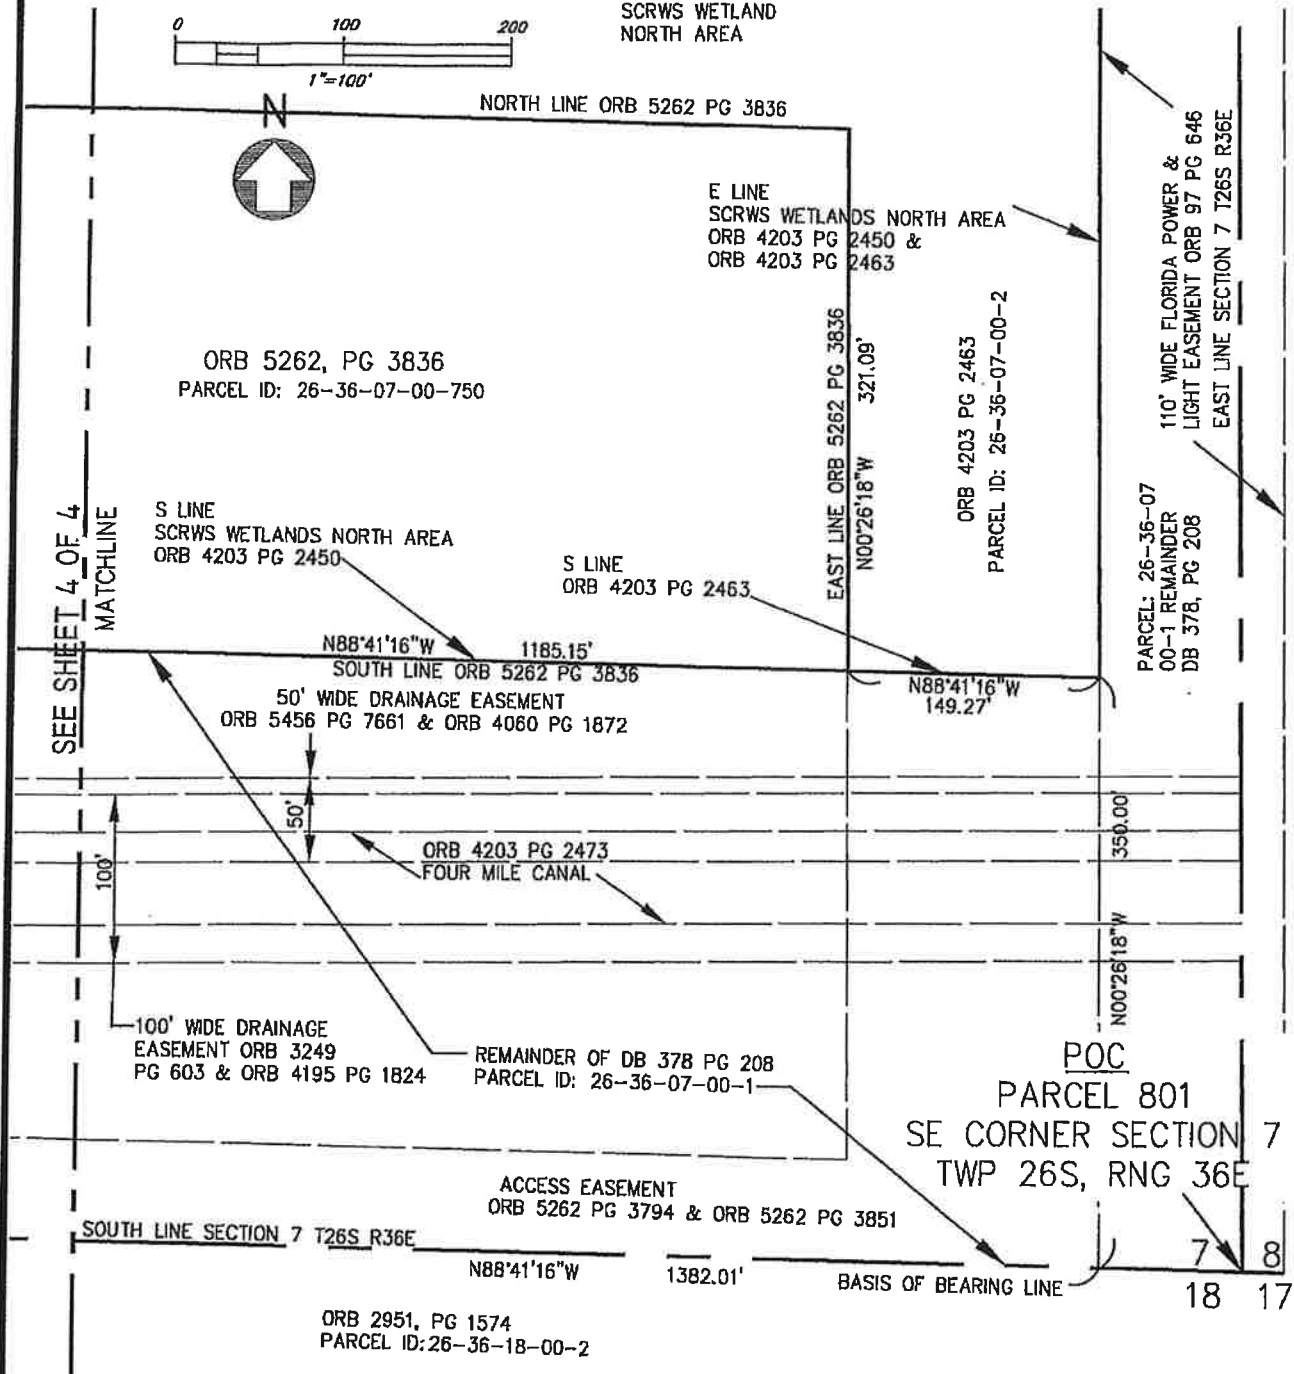 SCRWS WETLAND
NORTH AREA
0 100 200
1"=100'
N
NORTH LINE ORB 5262 PG 3836
E LINE
SCRWS WETLANDS NORTH AREA
ORB 4203 PG 2450 &
ORB 4203 PG 2463
110' WIDE FLORIDA POWER &
LIGHT EASEMENT ORB 97 PG 646
EAST LINE SECTION 7 T26S R36E
ORB 5262, PG 3836
PARCEL ID: 26-36-07-00-750
EAST LINE ORB 5262 PG 3836
N00°26'18"W 321.09'
ORB 4203 PG 2463
PARCEL ID: 26-36-07-00-2
PARCEL: 26-36-07
00-1 REMAINDER
DB 378, PG 208
SEE SHEET 4 OF 4
MATCHLINE
S LINE
SCRWS WETLANDS NORTH AREA
ORB 4203 PG 2450
S LINE
ORB 4203 PG 2463
N88°41'16"W 1185.15'
SOUTH LINE ORB 5262 PG 3836
N88°41'16"W
149.27'
50' WIDE DRAINAGE EASEMENT
ORB 5456 PG 7661 & ORB 4060 PG 1872
50'
100'
ORB 4203 PG 2473
FOUR MILE CANAL
N00°26'18"W 350.00'
100' WIDE DRAINAGE
EASEMENT ORB 3249
PG 603 & ORB 4195 PG 1824
REMAINDER OF DB 378 PG 208
PARCEL ID: 26-36-07-00-1
POC
PARCEL 801
SE CORNER SECTION 7
TWP 26S, RNG 36E
ACCESS EASEMENT
ORB 5262 PG 3794 & ORB 5262 PG 3851
SOUTH LINE SECTION 7 T26S R36E
N88°41'16"W 1382.01'
BASIS OF BEARING LINE
7 8
18 17
ORB 2951, PG 1574
PARCEL ID:26-36-18-00-2